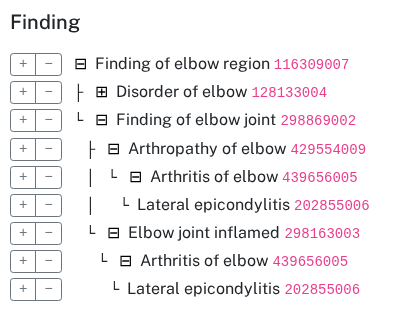 Finding
+ − ⊟ Finding of elbow region 116309007
+ − ├ ⊞ Disorder of elbow 128133004
+ − └ ⊟ Finding of elbow joint 298869002
+ − ├ ⊟ Arthropathy of elbow 429554009
+ − │ └ ⊟ Arthritis of elbow 439656005
+ − │ └ Lateral epicondylitis 202855006
+ − └ ⊟ Elbow joint inflamed 298163003
+ − └ ⊟ Arthritis of elbow 439656005
+ − └ Lateral epicondylitis 202855006